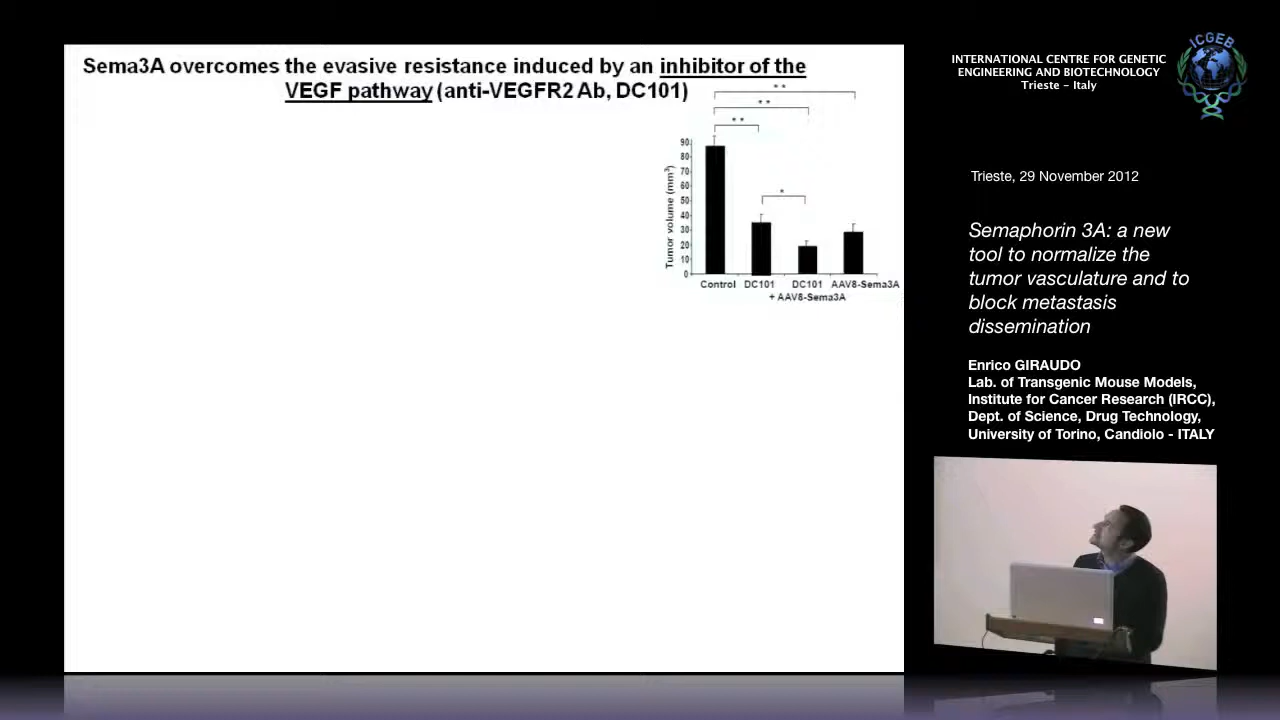 Sema3A overcomes the evasive resistance induced by an inhibitor of the
VEGF pathway (anti-VEGFR2 Ab, DC101)
* *
* *
* *
*
Tumor volume (mm³)
90
80
70
60
50
40
30
20
10
0
Control DC101 DC101 AAV8-Sema3A
+ AAV8-Sema3A
INTERNATIONAL CENTRE FOR GENETIC
ENGINEERING AND BIOTECHNOLOGY
Trieste - Italy
ICGEB
Trieste, 29 November 2012
Semaphorin 3A: a new
tool to normalize the
tumor vasculature and to
block metastasis
dissemination
Enrico GIRAUDO
Lab. of Transgenic Mouse Models,
Institute for Cancer Research (IRCC),
Dept. of Science, Drug Technology,
University of Torino, Candiolo - ITALY